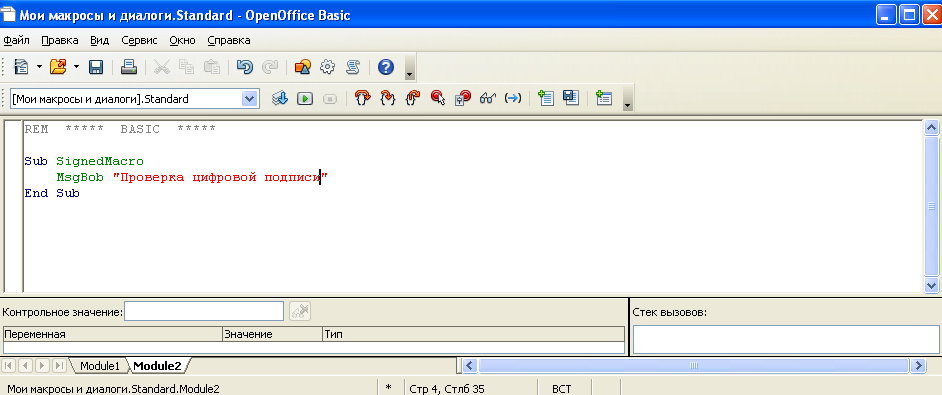 Мои макросы и диалоги.Standard - OpenOffice Basic
Файл Правка Вид Сервис Окно Справка
[Мои макросы и диалоги].Standard
REM ***** BASIC *****
Sub SignedMacro
MsgBob "Проверка цифровой подписи"
End Sub
Контрольное значение:
Стек вызовов:
Переменная Значение Тип
Module1 Module2
Мои макросы и диалоги.Standard.Module2 * Стр 4, Стлб 35 ВСТ